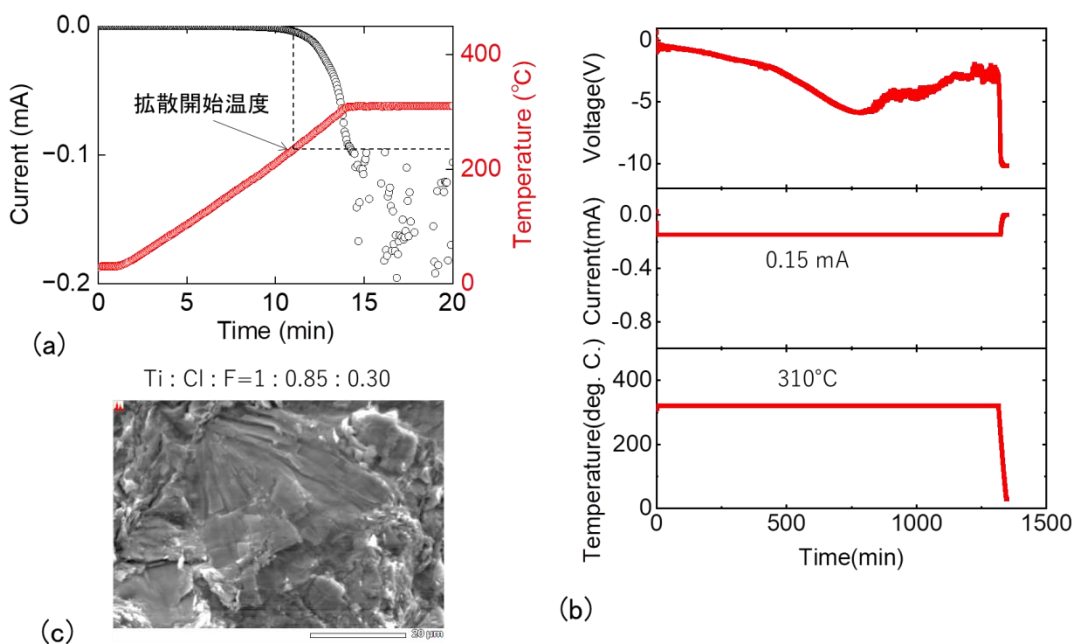 0.0
−0.1
−0.2
Current (mA)
拡散開始温度
400
200
0
Temperature (℃)
0 5 10 15 20
Time (min)
(a)
Ti : Cl : F=1 : 0.85 : 0.30
20 μm
(c)
0
-5
-10
Voltage(V)
0.0
-0.4
-0.8
Current(mA)
0.15 mA
400
200
0
Temperature(deg. C.)
310°C
0 500 1000 1500
Time(min)
(b)